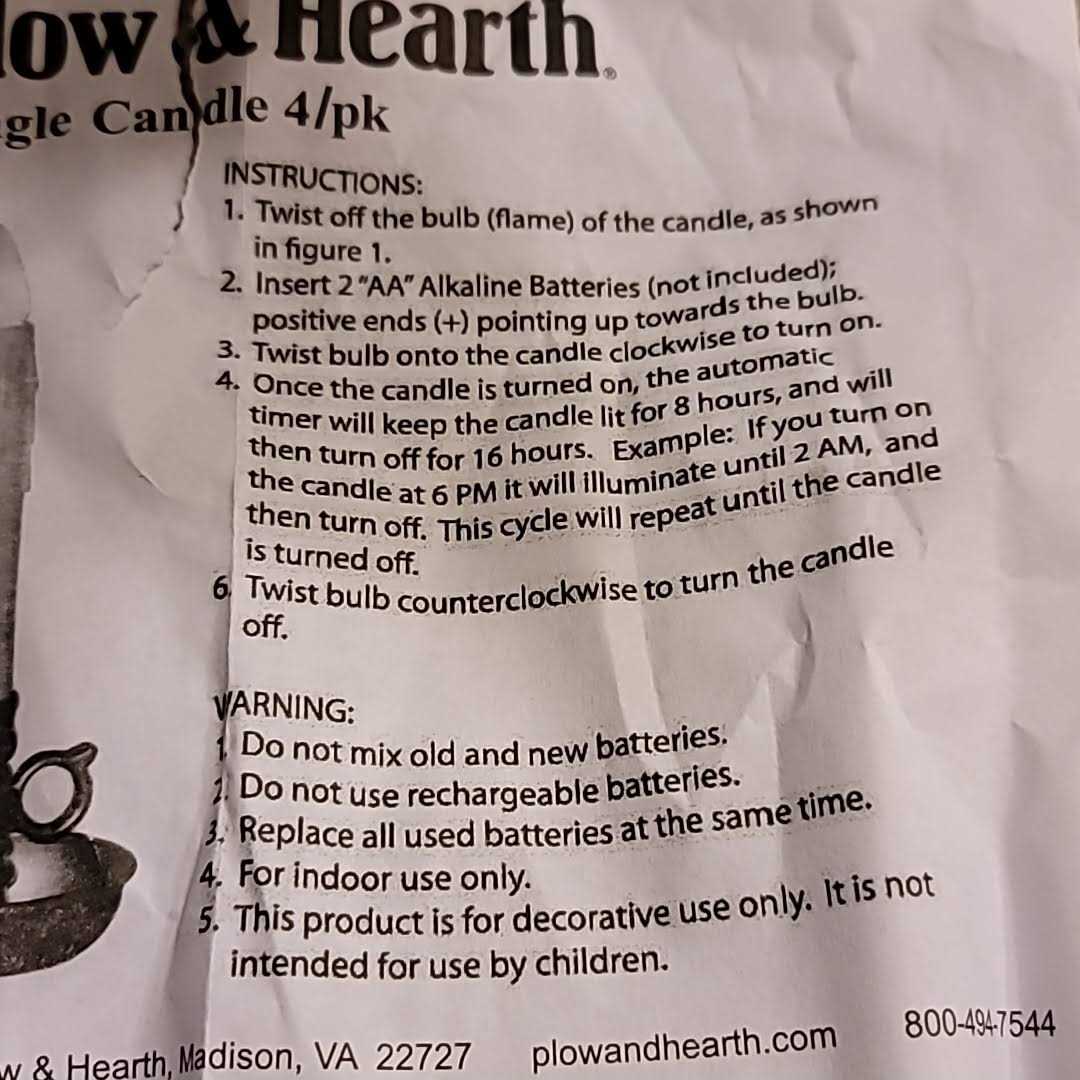 & Hearth®
Candle 4/pk
INSTRUCTIONS:
1. Twist off the bulb (flame) of the candle, as shown
in figure 1.
2. Insert 2 "AA" Alkaline Batteries (not included);
positive ends (+) pointing up towards the bulb.
3. Twist bulb onto the candle clockwise to turn on.
4. Once the candle is turned on, the automatic
timer will keep the candle lit for 8 hours, and will
then turn off for 16 hours. Example: If you turn on
the candle at 6 PM it will illuminate until 2 AM, and
then turn off. This cycle will repeat until the candle
is turned off.
6. Twist bulb counterclockwise to turn the candle
off.
WARNING:
1. Do not mix old and new batteries.
2. Do not use rechargeable batteries.
3. Replace all used batteries at the same time.
4. For indoor use only.
5. This product is for decorative use only. It is not
intended for use by children.
& Hearth, Madison, VA 22727 plowandhearth.com 800-494-7544